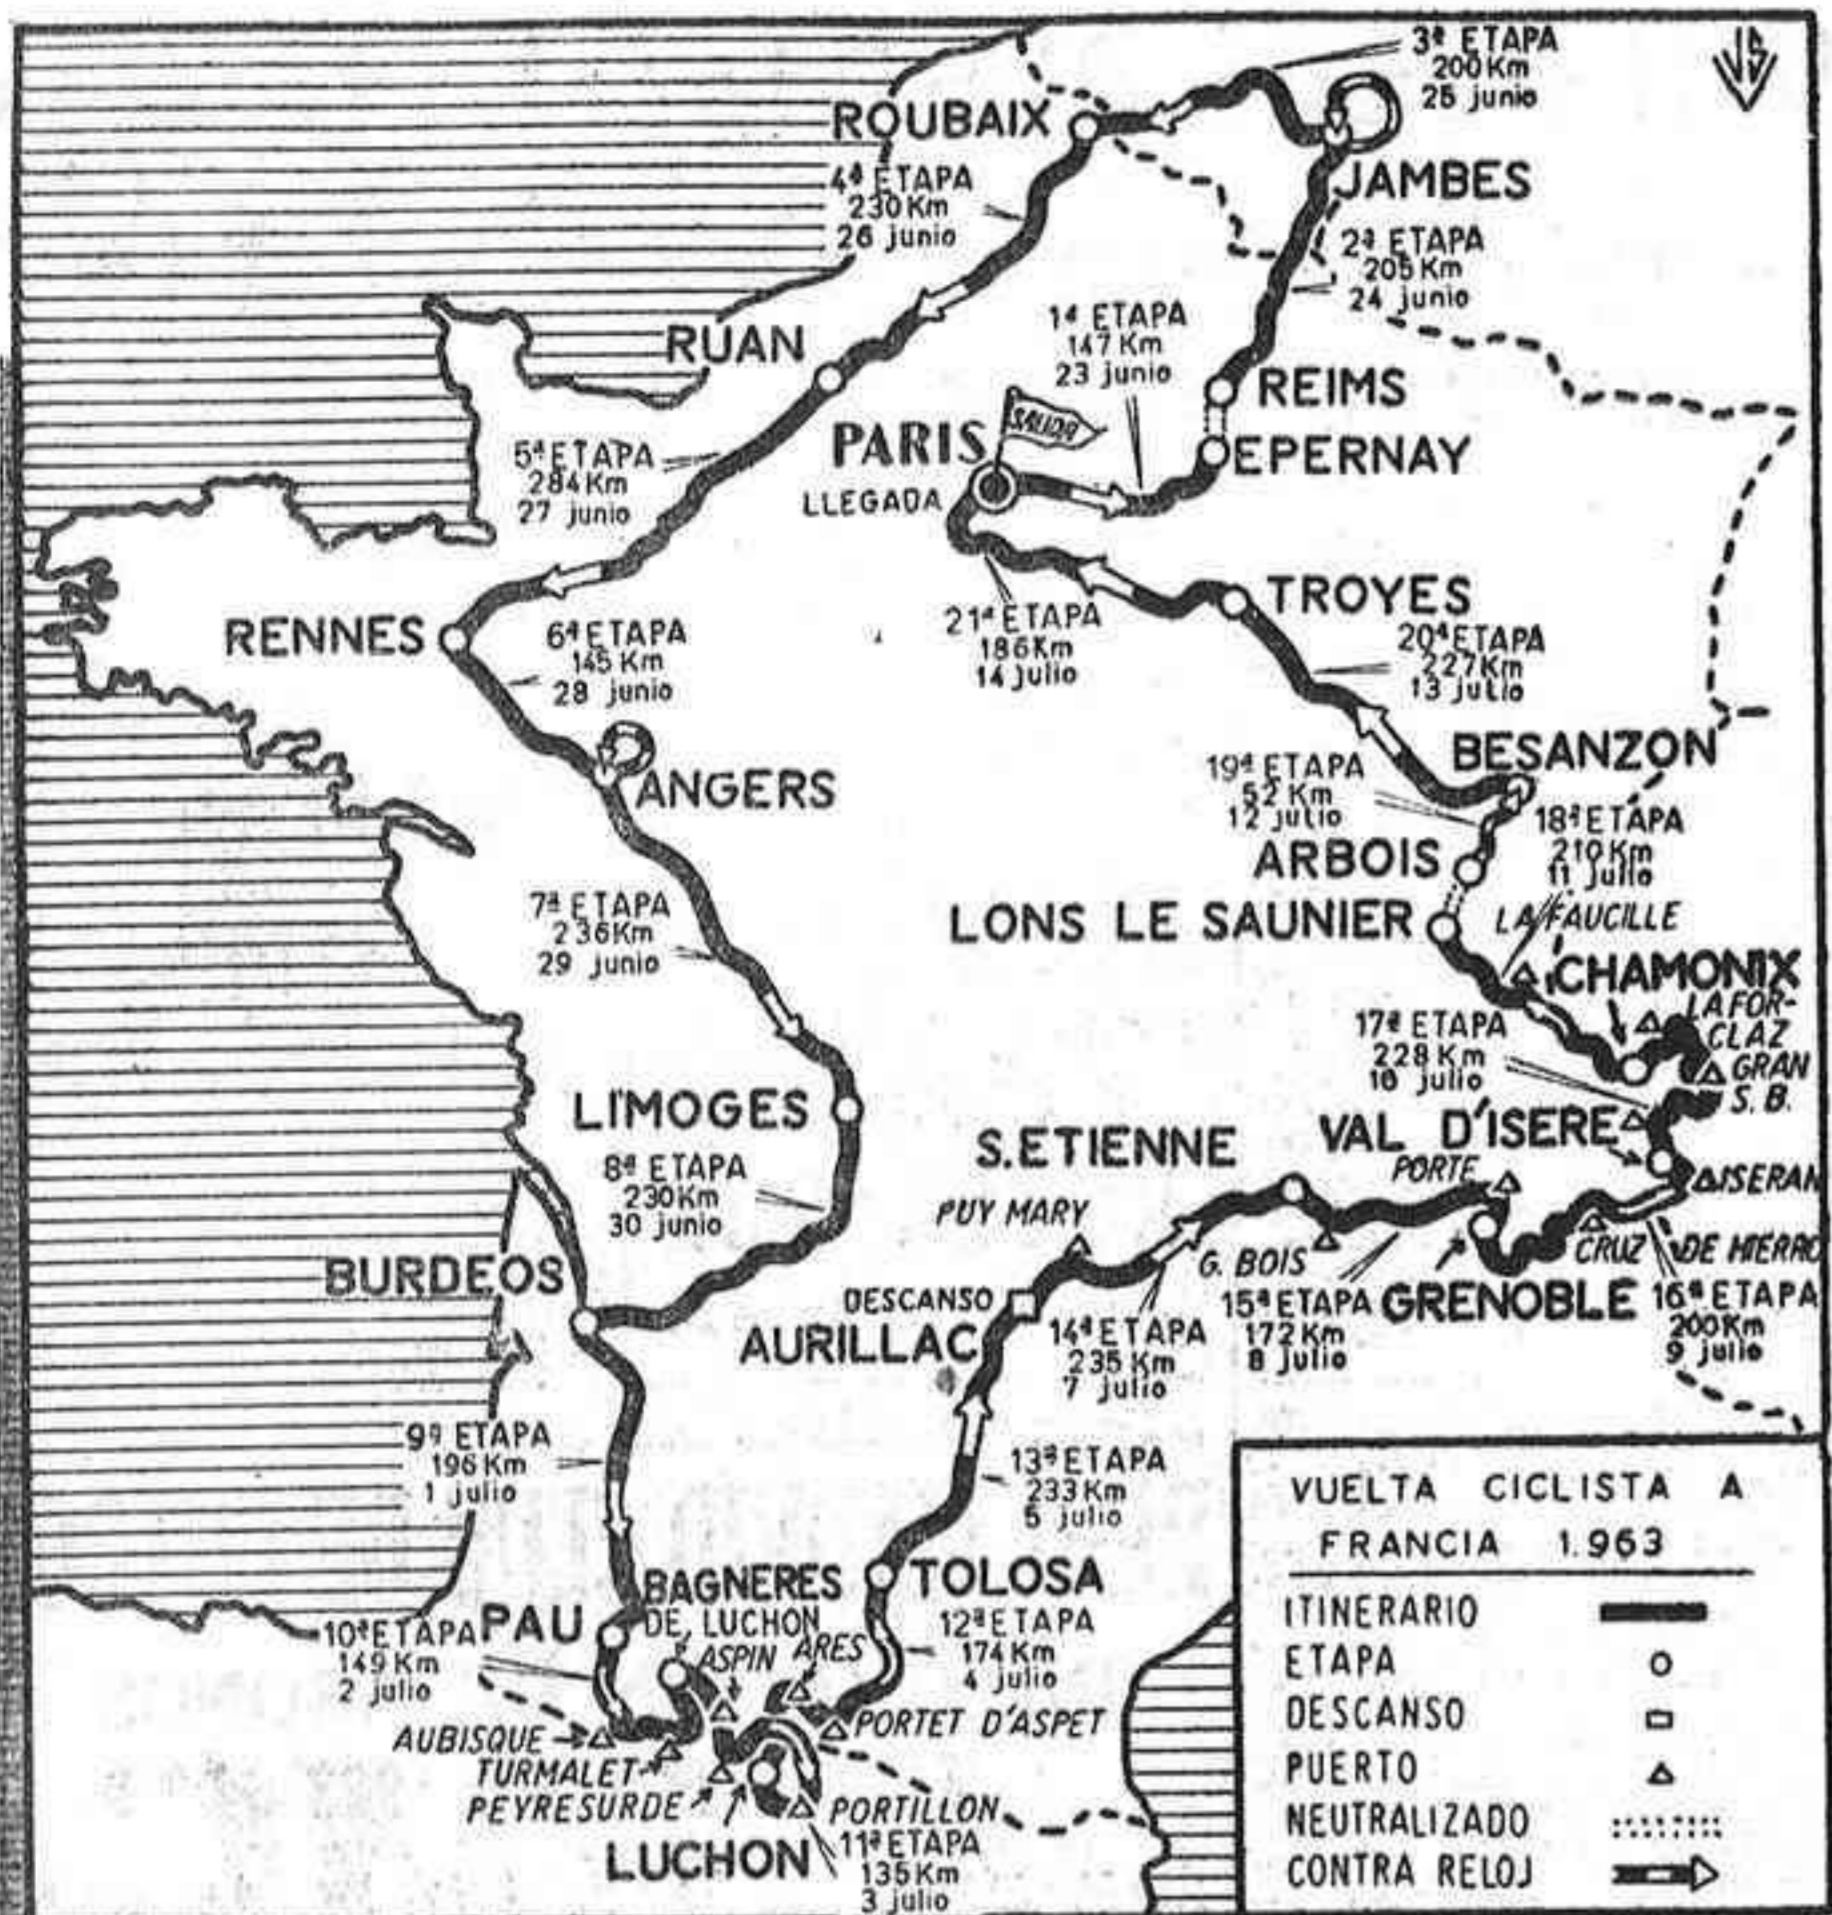 3ª ETAPA
200 Km
25 junio
ROUBAIX
JAMBES
4ª ETAPA
230 Km
26 junio
2ª ETAPA
205 Km
24 junio
RUAN
1ª ETAPA
147 Km
23 junio
REIMS
SALIDA
PARIS
LLEGADA
EPERNAY
5ª ETAPA
284 Km
27 junio
TROYES
RENNES
6ª ETAPA
145 Km
28 junio
21ª ETAPA
186 Km
14 julio
20ª ETAPA
227 Km
13 julio
BESANZON
ANGERS
19ª ETAPA
52 Km
12 julio
18ª ETAPA
210 Km
11 julio
ARBOIS
7ª ETAPA
236 Km
29 junio
LONS LE SAUNIER
LA FAUCILLE
CHAMONIX
LA FOR-
CLAZ
17ª ETAPA
228 Km
10 julio
GRAN
S. B.
LIMOGES
VAL D'ISERE
S. ETIENNE
8ª ETAPA
230 Km
30 junio
PORTE
ISERAN
PUY MARY
G. BOIS
CRUZ DE HIERRO
BURDEOS
DESCANSO
AURILLAC
14ª ETAPA
235 Km
7 julio
15ª ETAPA
172 Km
8 julio
GRENOBLE
16ª ETAPA
200 Km
9 julio
9ª ETAPA
196 Km
1 julio
13ª ETAPA
233 Km
5 julio
BAGNERES
DE LUCHON
TOLOSA
PAU
10ª ETAPA
149 Km
2 julio
ASPIN
ARES
12ª ETAPA
174 Km
4 julio
AUBISQUE
TURMALET
PEYRESURDE
PORTET D'ASPET
PORTILLON
LUCHON
11ª ETAPA
135 Km
3 julio
VUELTA CICLISTA A
FRANCIA 1.963
ITINERARIO
ETAPA
DESCANSO
PUERTO
NEUTRALIZADO
CONTRA RELOJ